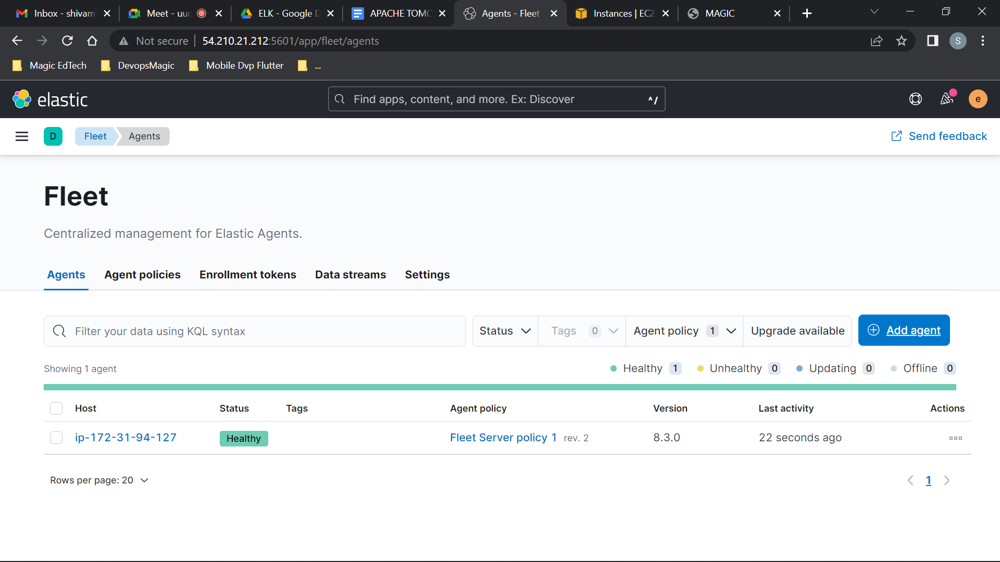 Inbox - shivam
Meet - uuc
ELK - Google D
APACHE TOMC
Agents - Fleet
Instances | EC2
MAGIC
Not secure
54.210.21.212:5601/app/fleet/agents
S
Magic EdTech
DevopsMagic
Mobile Dvp Flutter
...
elastic
Find apps, content, and more. Ex: Discover
^/
e
D
Fleet
Agents
Send feedback
Fleet
Centralized management for Elastic Agents.
Agents
Agent policies
Enrollment tokens
Data streams
Settings
Filter your data using KQL syntax
Status
Tags 0
Agent policy 1
Upgrade available
Add agent
Showing 1 agent
Healthy 1
Unhealthy 0
Updating 0
Offline 0
Host Status Tags Agent policy Version Last activity Actions
ip-172-31-94-127 Healthy Fleet Server policy 1 rev. 2 8.3.0 22 seconds ago
Rows per page: 20
1